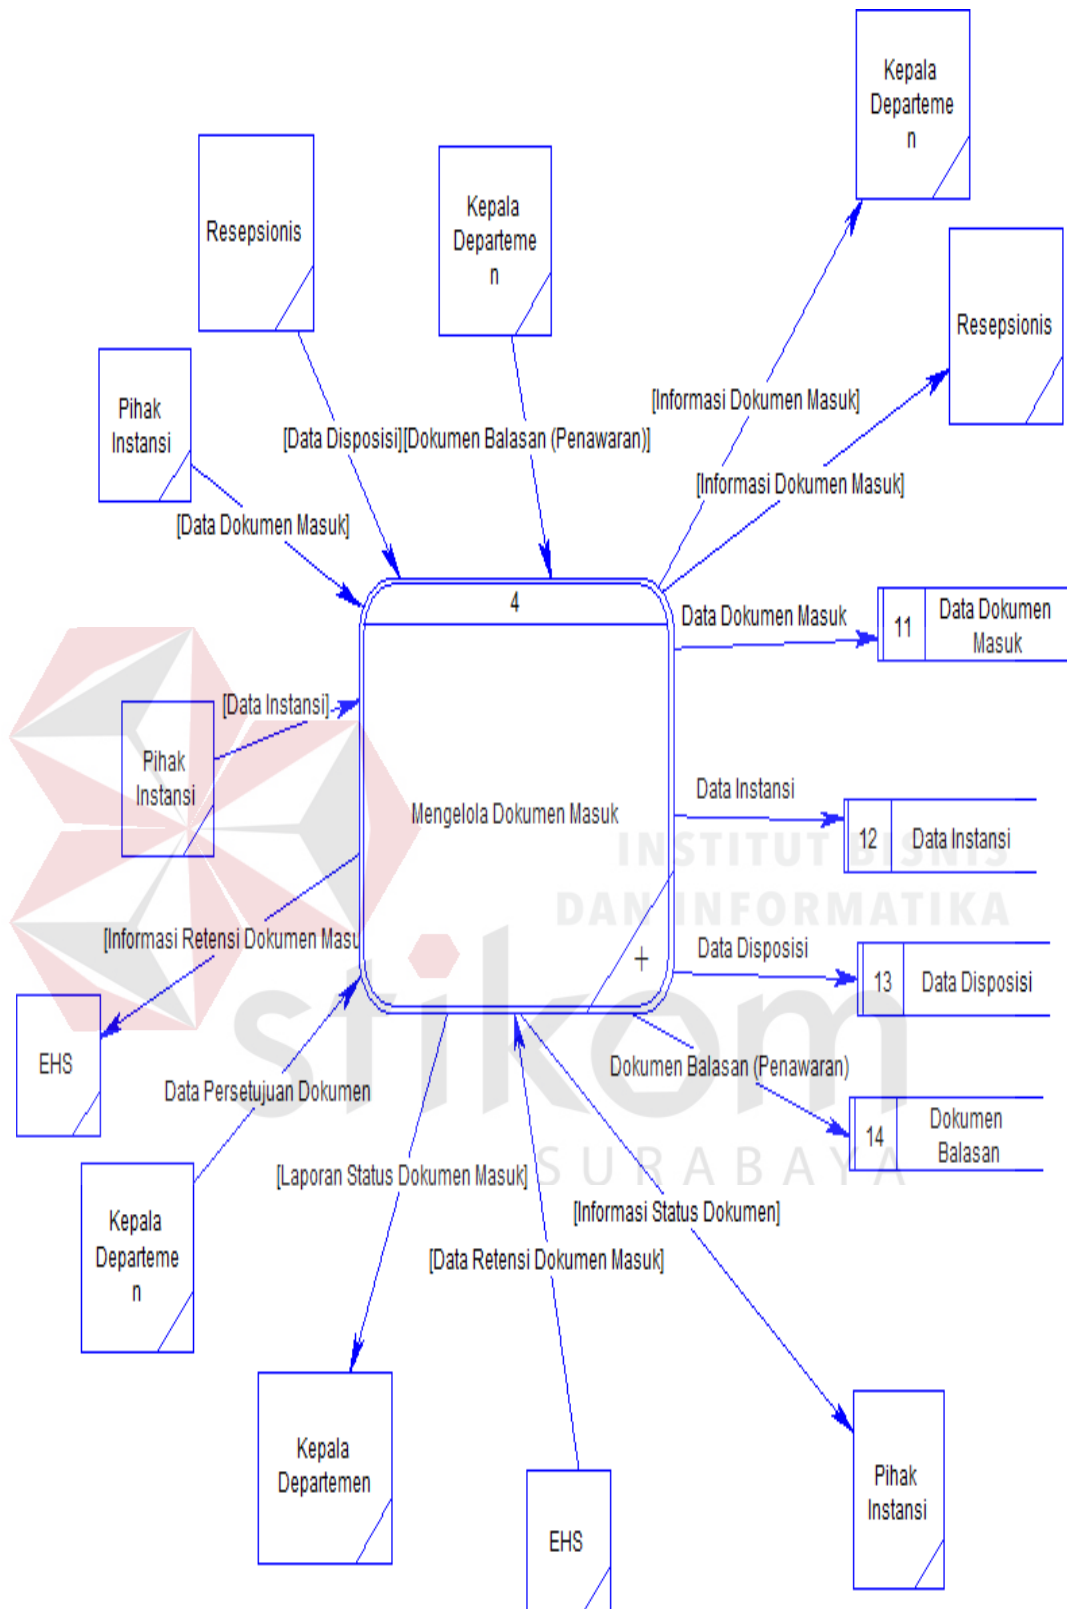 Kepala
Departeme
n
Resepsionis
Kepala
Departeme
n
Resepsionis
Pihak
Instansi
[Informasi Dokumen Masuk]
[Data Disposisi][Dokumen Balasan (Penawaran)]
[Informasi Dokumen Masuk]
[Data Dokumen Masuk]
4
Data Dokumen Masuk
11
Data Dokumen
Masuk
[Data Instansi]
Pihak
Instansi
Mengelola Dokumen Masuk
Data Instansi
12
Data Instansi
INSTITUT BISNIS
DAN INFORMATIKA
[Informasi Retensi Dokumen Masu
Data Disposisi
13
Data Disposisi
+
stikom
EHS
Data Persetujuan Dokumen
Dokumen Balasan (Penawaran)
14
Dokumen
Balasan
SURABAYA
[Laporan Status Dokumen Masuk]
[Informasi Status Dokumen]
Kepala
Departeme
n
[Data Retensi Dokumen Masuk]
Kepala
Departemen
EHS
Pihak
Instansi